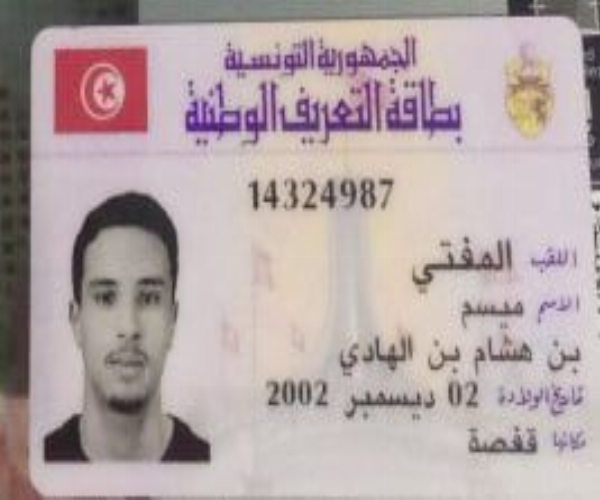 الجمهورية التونسية
بطاقة التعريف الوطنية
14324987
اللقب المفتي
الاسم ميسم
بن هشام بن الهادي
تاريخ الولادة 02 ديسمبر 2002
مكانها قفصة